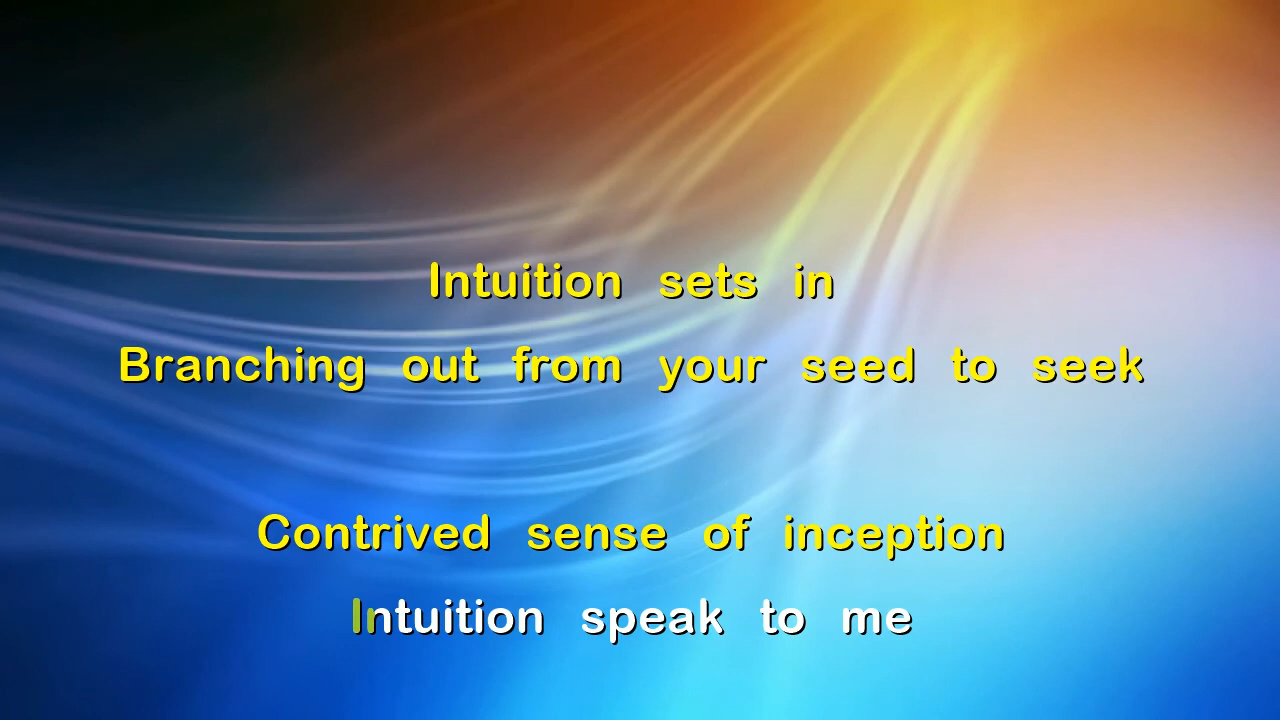 Intuition sets in
Branching out from your seed to seek
Contrived sense of inception
Intuition speak to me